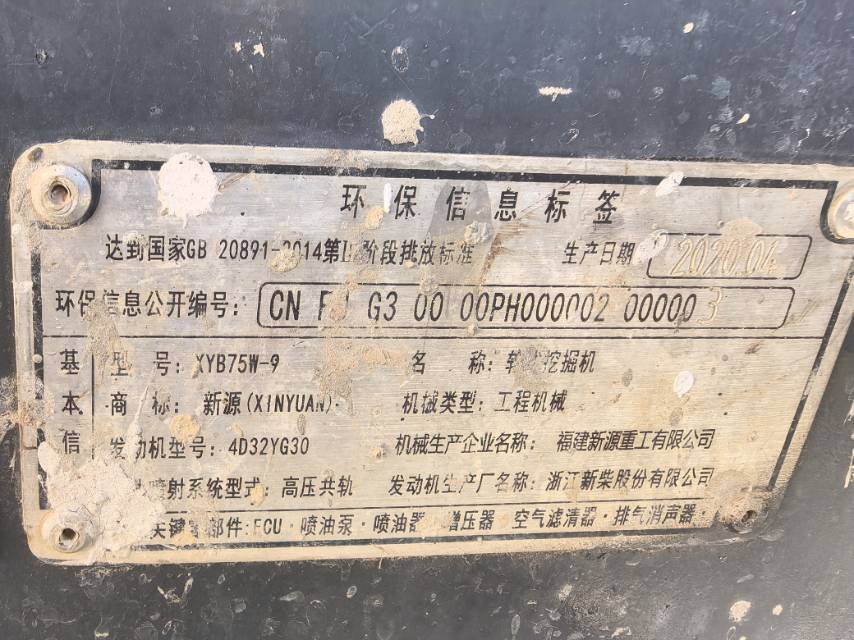 环保信息标签
达到国家GB 20891-2014第 阶段排放标准 生产日期 2020.04
环保信息公开编号: CN G3 00 00PH000002 000003
基本信
型号: XYB75W-9 名称: 挖掘机
商标: 新源(XINYUAN) 机械类型: 工程机械
发动机型号: 4D32YG30 机械生产企业名称: 福建新源重工有限公司
喷射系统型式: 高压共轨 发动机生产厂名称: 浙江新柴股份有限公司
关键 部件: ECU·喷油泵·喷油器 增压器 空气滤清器·排气消声器·